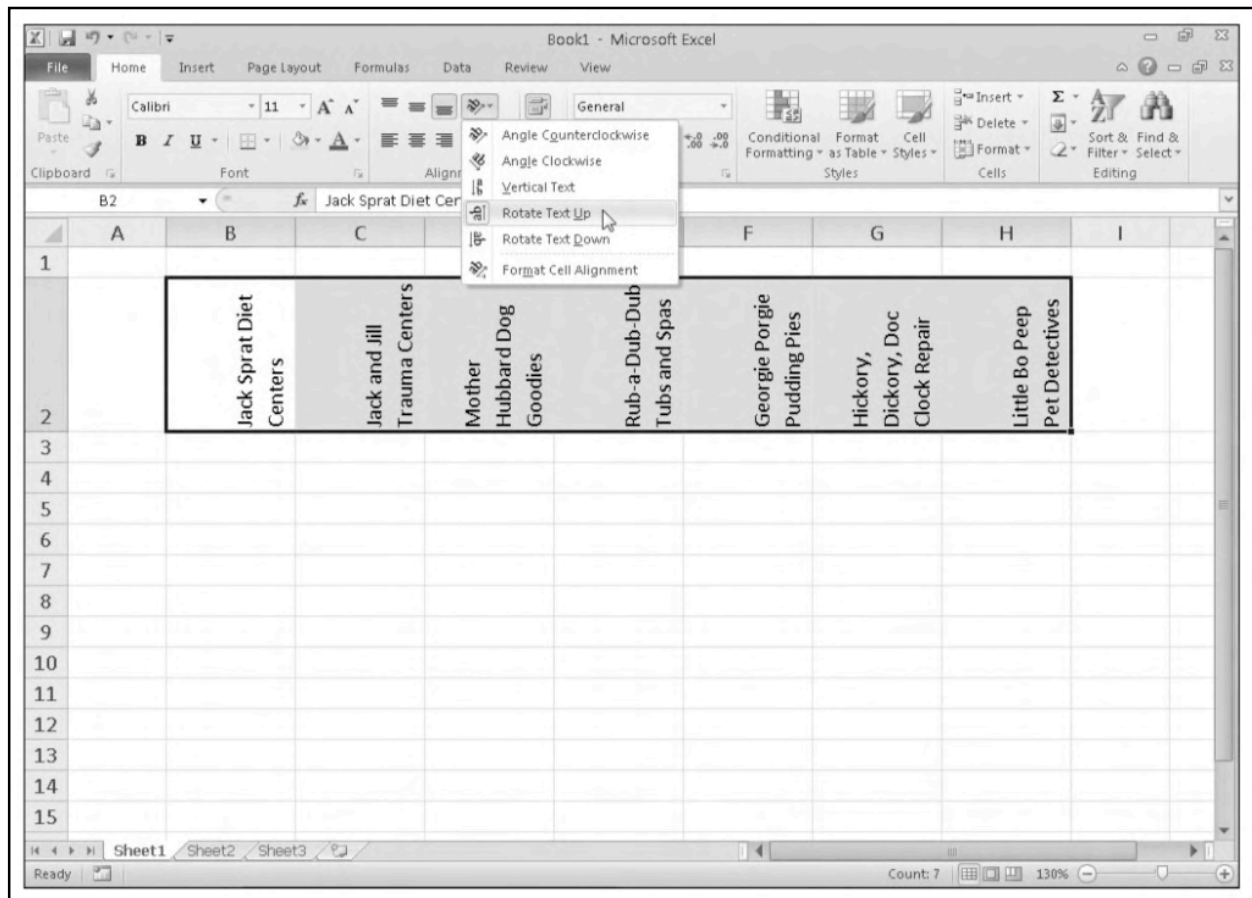 Book1 - Microsoft Excel
File Home Insert Page Layout Formulas Data Review View
Calibri 11 A A General Insert Σ
Paste B I U A .00 .00 Conditional Formatting Format as Table Cell Styles Delete Format Sort & Filter Find & Select
Clipboard Font Alignr Styles Cells Editing
Angle Counterclockwise
Angle Clockwise
Vertical Text
Rotate Text Up
Rotate Text Down
Format Cell Alignment
B2 fx Jack Sprat Diet Cer
A B C F G H I
1
2
Jack Sprat Diet
Centers
Jack and Jill
Trauma Centers
Mother
Hubbard Dog
Goodies
Rub-a-Dub-Dub
Tubs and Spas
Georgie Porgie
Pudding Pies
Hickory,
Dickory, Doc
Clock Repair
Little Bo Peep
Pet Detectives
3
4
5
6
7
8
9
10
11
12
13
14
15
Sheet1 Sheet2 Sheet3
Ready Count: 7 130%